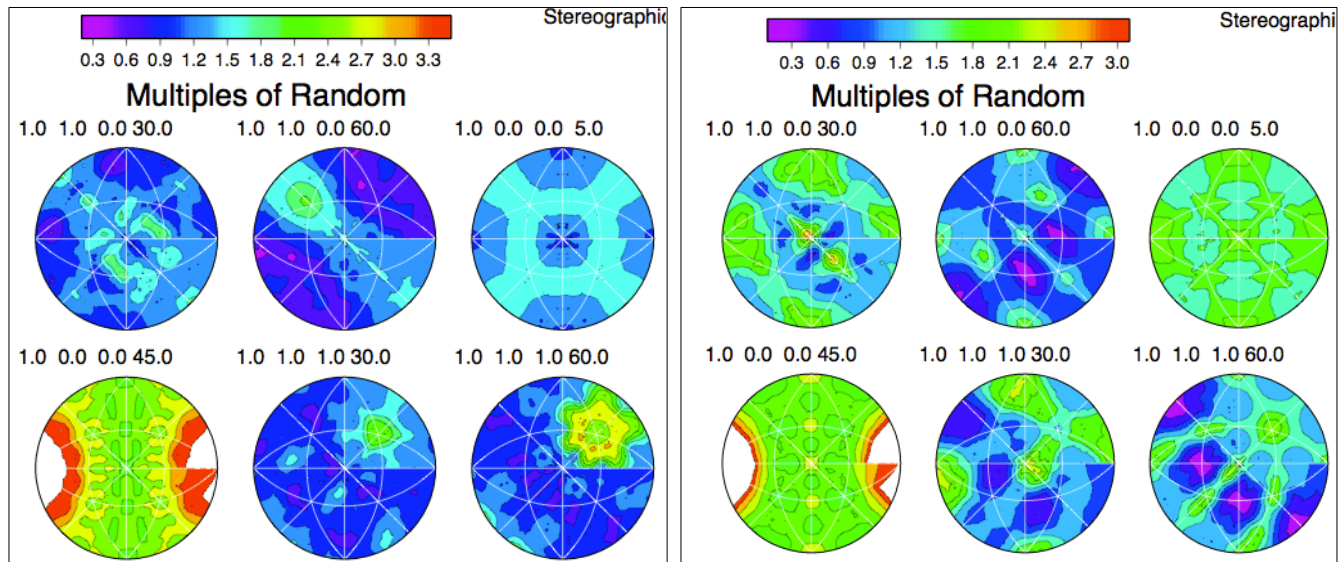 Stereographic
0.3 0.6 0.9 1.2 1.5 1.8 2.1 2.4 2.7 3.0 3.3
Multiples of Random
1.0 1.0 0.0 30.0 1.0 1.0 0.0 60.0 1.0 0.0 0.0 5.0
1.0 0.0 0.0 45.0 1.0 1.0 1.0 30.0 1.0 1.0 1.0 60.0
Stereographi
0.3 0.6 0.9 1.2 1.5 1.8 2.1 2.4 2.7 3.0
Multiples of Random
1.0 1.0 0.0 30.0 1.0 1.0 0.0 60.0 1.0 0.0 0.0 5.0
1.0 0.0 0.0 45.0 1.0 1.0 1.0 30.0 1.0 1.0 1.0 60.0